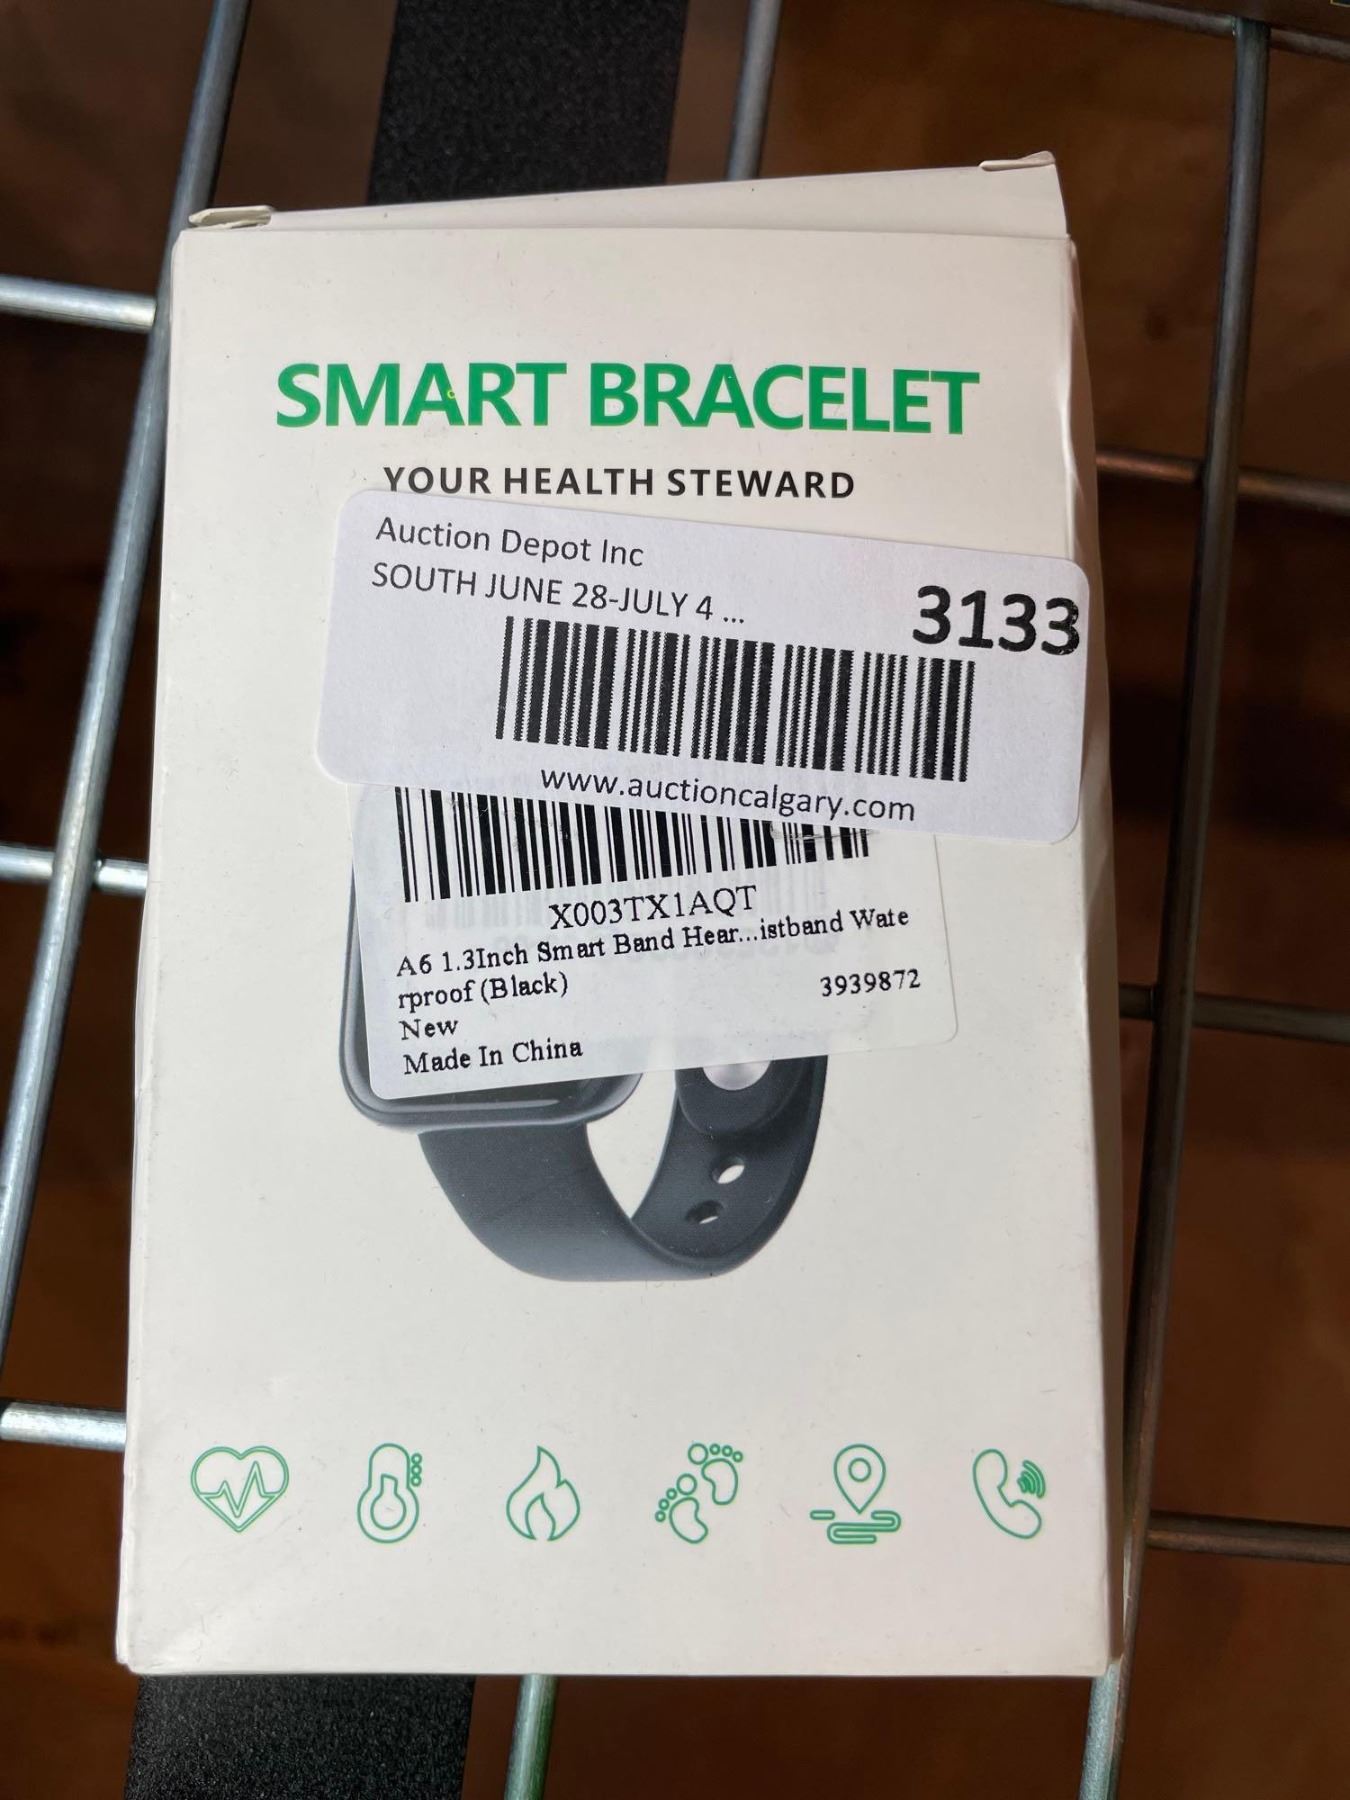 SMART BRACELET
YOUR HEALTH STEWARD
Auction Depot Inc
SOUTH JUNE 28-JULY 4 ...
3133
www.auctioncalgary.com
X003TX1AQT
A6 1.3Inch Smart Band Hear...istband Wate
rproof (Black)
3939872
New
Made In China